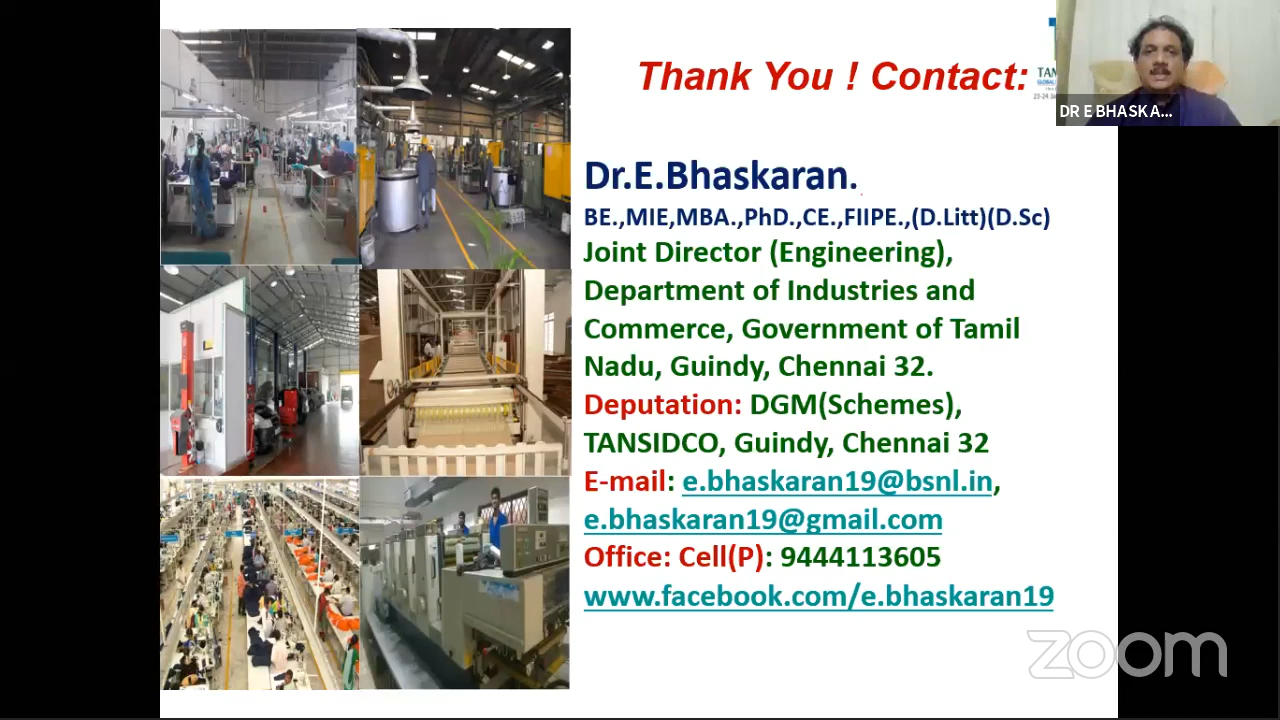 Thank You ! Contact:
DR E BHASKA...
Dr.E.Bhaskaran.
BE.,MIE,MBA.,PhD.,CE.,FIIPE.,(D.Litt)(D.Sc)
Joint Director (Engineering),
Department of Industries and
Commerce, Government of Tamil
Nadu, Guindy, Chennai 32.
Deputation: DGM(Schemes),
TANSIDCO, Guindy, Chennai 32
E-mail: e.bhaskaran19@bsnl.in,
e.bhaskaran19@gmail.com
Office: Cell(P): 9444113605
www.facebook.com/e.bhaskaran19
zoom